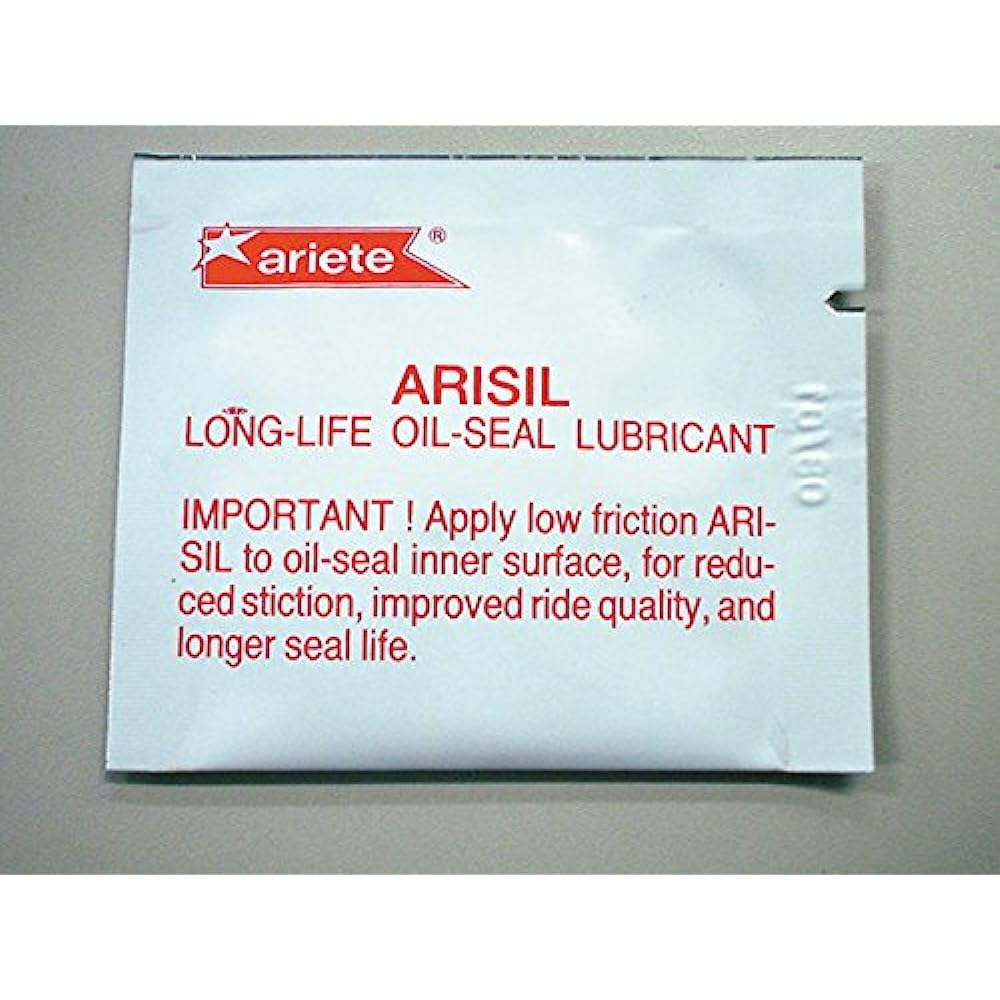 ariete ®
ARISIL
LONG-LIFE OIL-SEAL LUBRICANT
IMPORTANT ! Apply low friction ARI-
SIL to oil-seal inner surface, for redu-
ced stiction, improved ride quality, and
longer seal life.